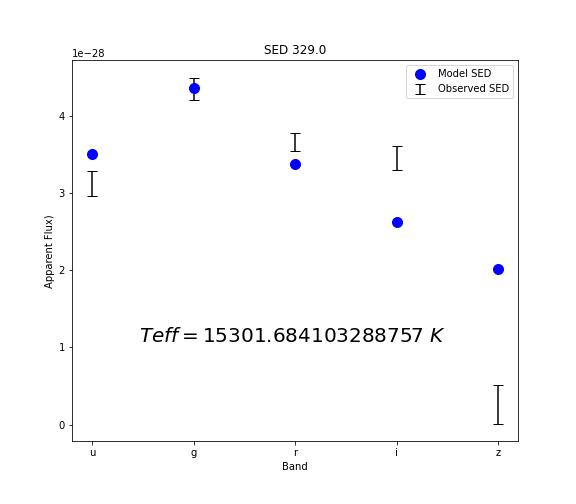 SED 329.0
1e−28
Model SED
Observed SED
4
3
2
1
0
Apparent Flux)
Teff = 15301.684103288757 K
u g r i z
Band